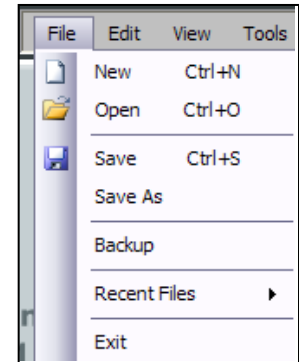 File Edit View Tools
New Ctrl+N
Open Ctrl+O
Save Ctrl+S
Save As
Backup
Recent Files
Exit